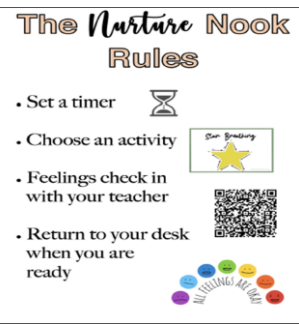 The Nurture Nook
Rules
• Set a timer
• Choose an activity
Star Breathing
• Feelings check in
with your teacher
• Return to your desk
when you are
ready
ALL FEELINGS ARE OKAY